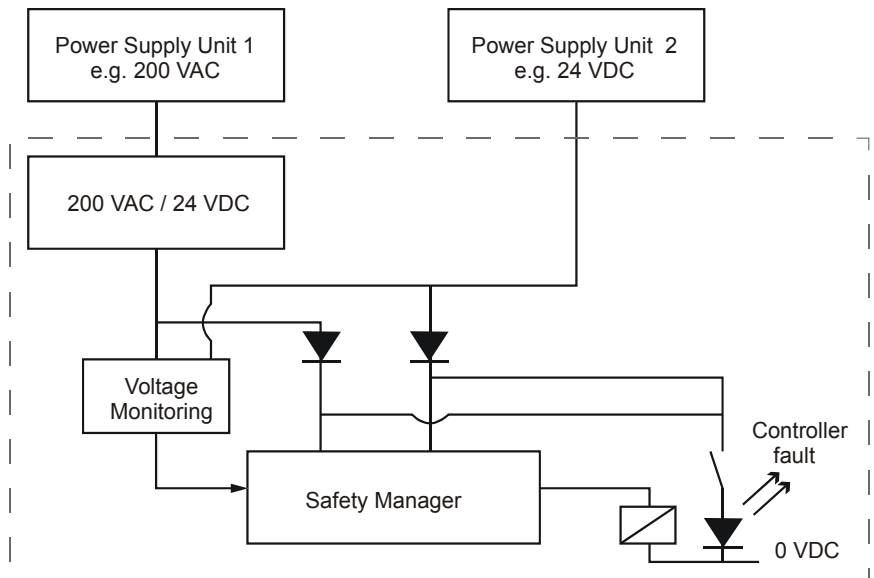 Power Supply Unit 1
e.g. 200 VAC
Power Supply Unit 2
e.g. 24 VDC
200 VAC / 24 VDC
Voltage
Monitoring
Controller
fault
Safety Manager
0 VDC